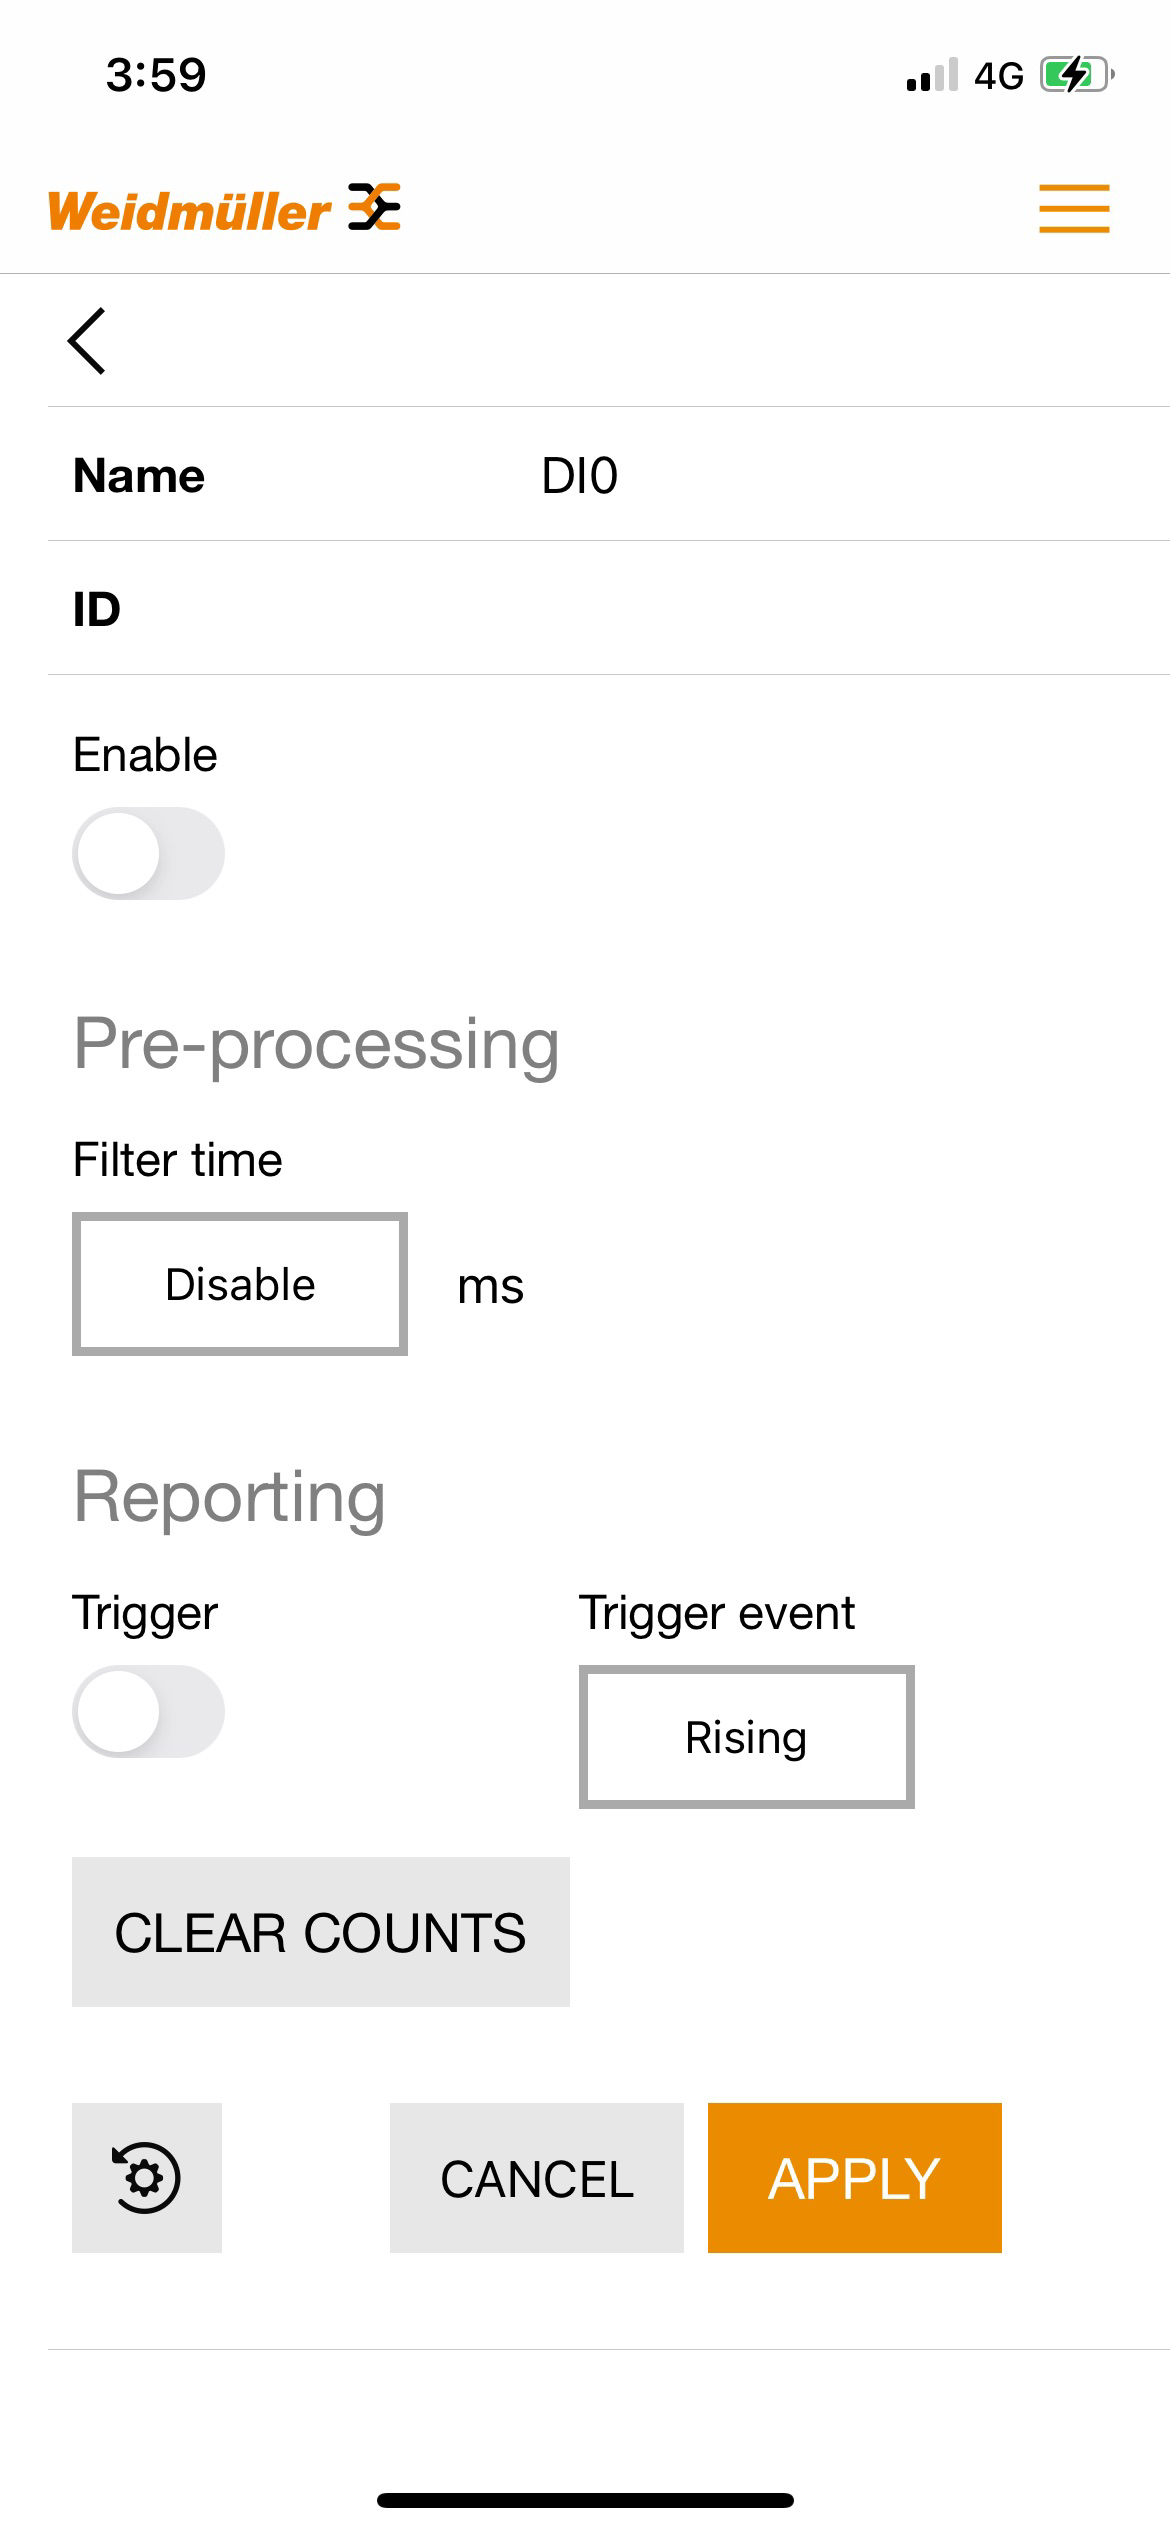 3:59 4G
Weidmüller
Name DI0
ID
Enable
Pre-processing
Filter time
Disable ms
Reporting
Trigger Trigger event
Rising
CLEAR COUNTS
CANCEL APPLY